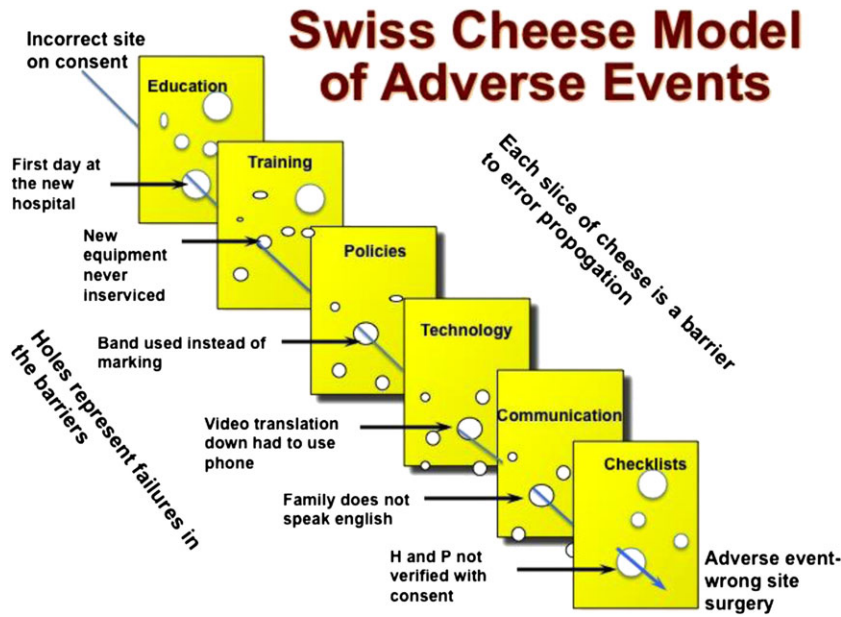 Swiss Cheese Model
of Adverse Events
Incorrect site
on consent
Education
First day at
the new
hospital
Training
New
equipment
never
inserviced
Policies
Band used instead of
marking
Technology
Video translation
down had to use
phone
Communication
Family does not
speak english
Checklists
H and P not
verified with
consent
Adverse event-
wrong site
surgery
Each slice of cheese is a barrier
to error propogation
Holes represent failures in
the barriers